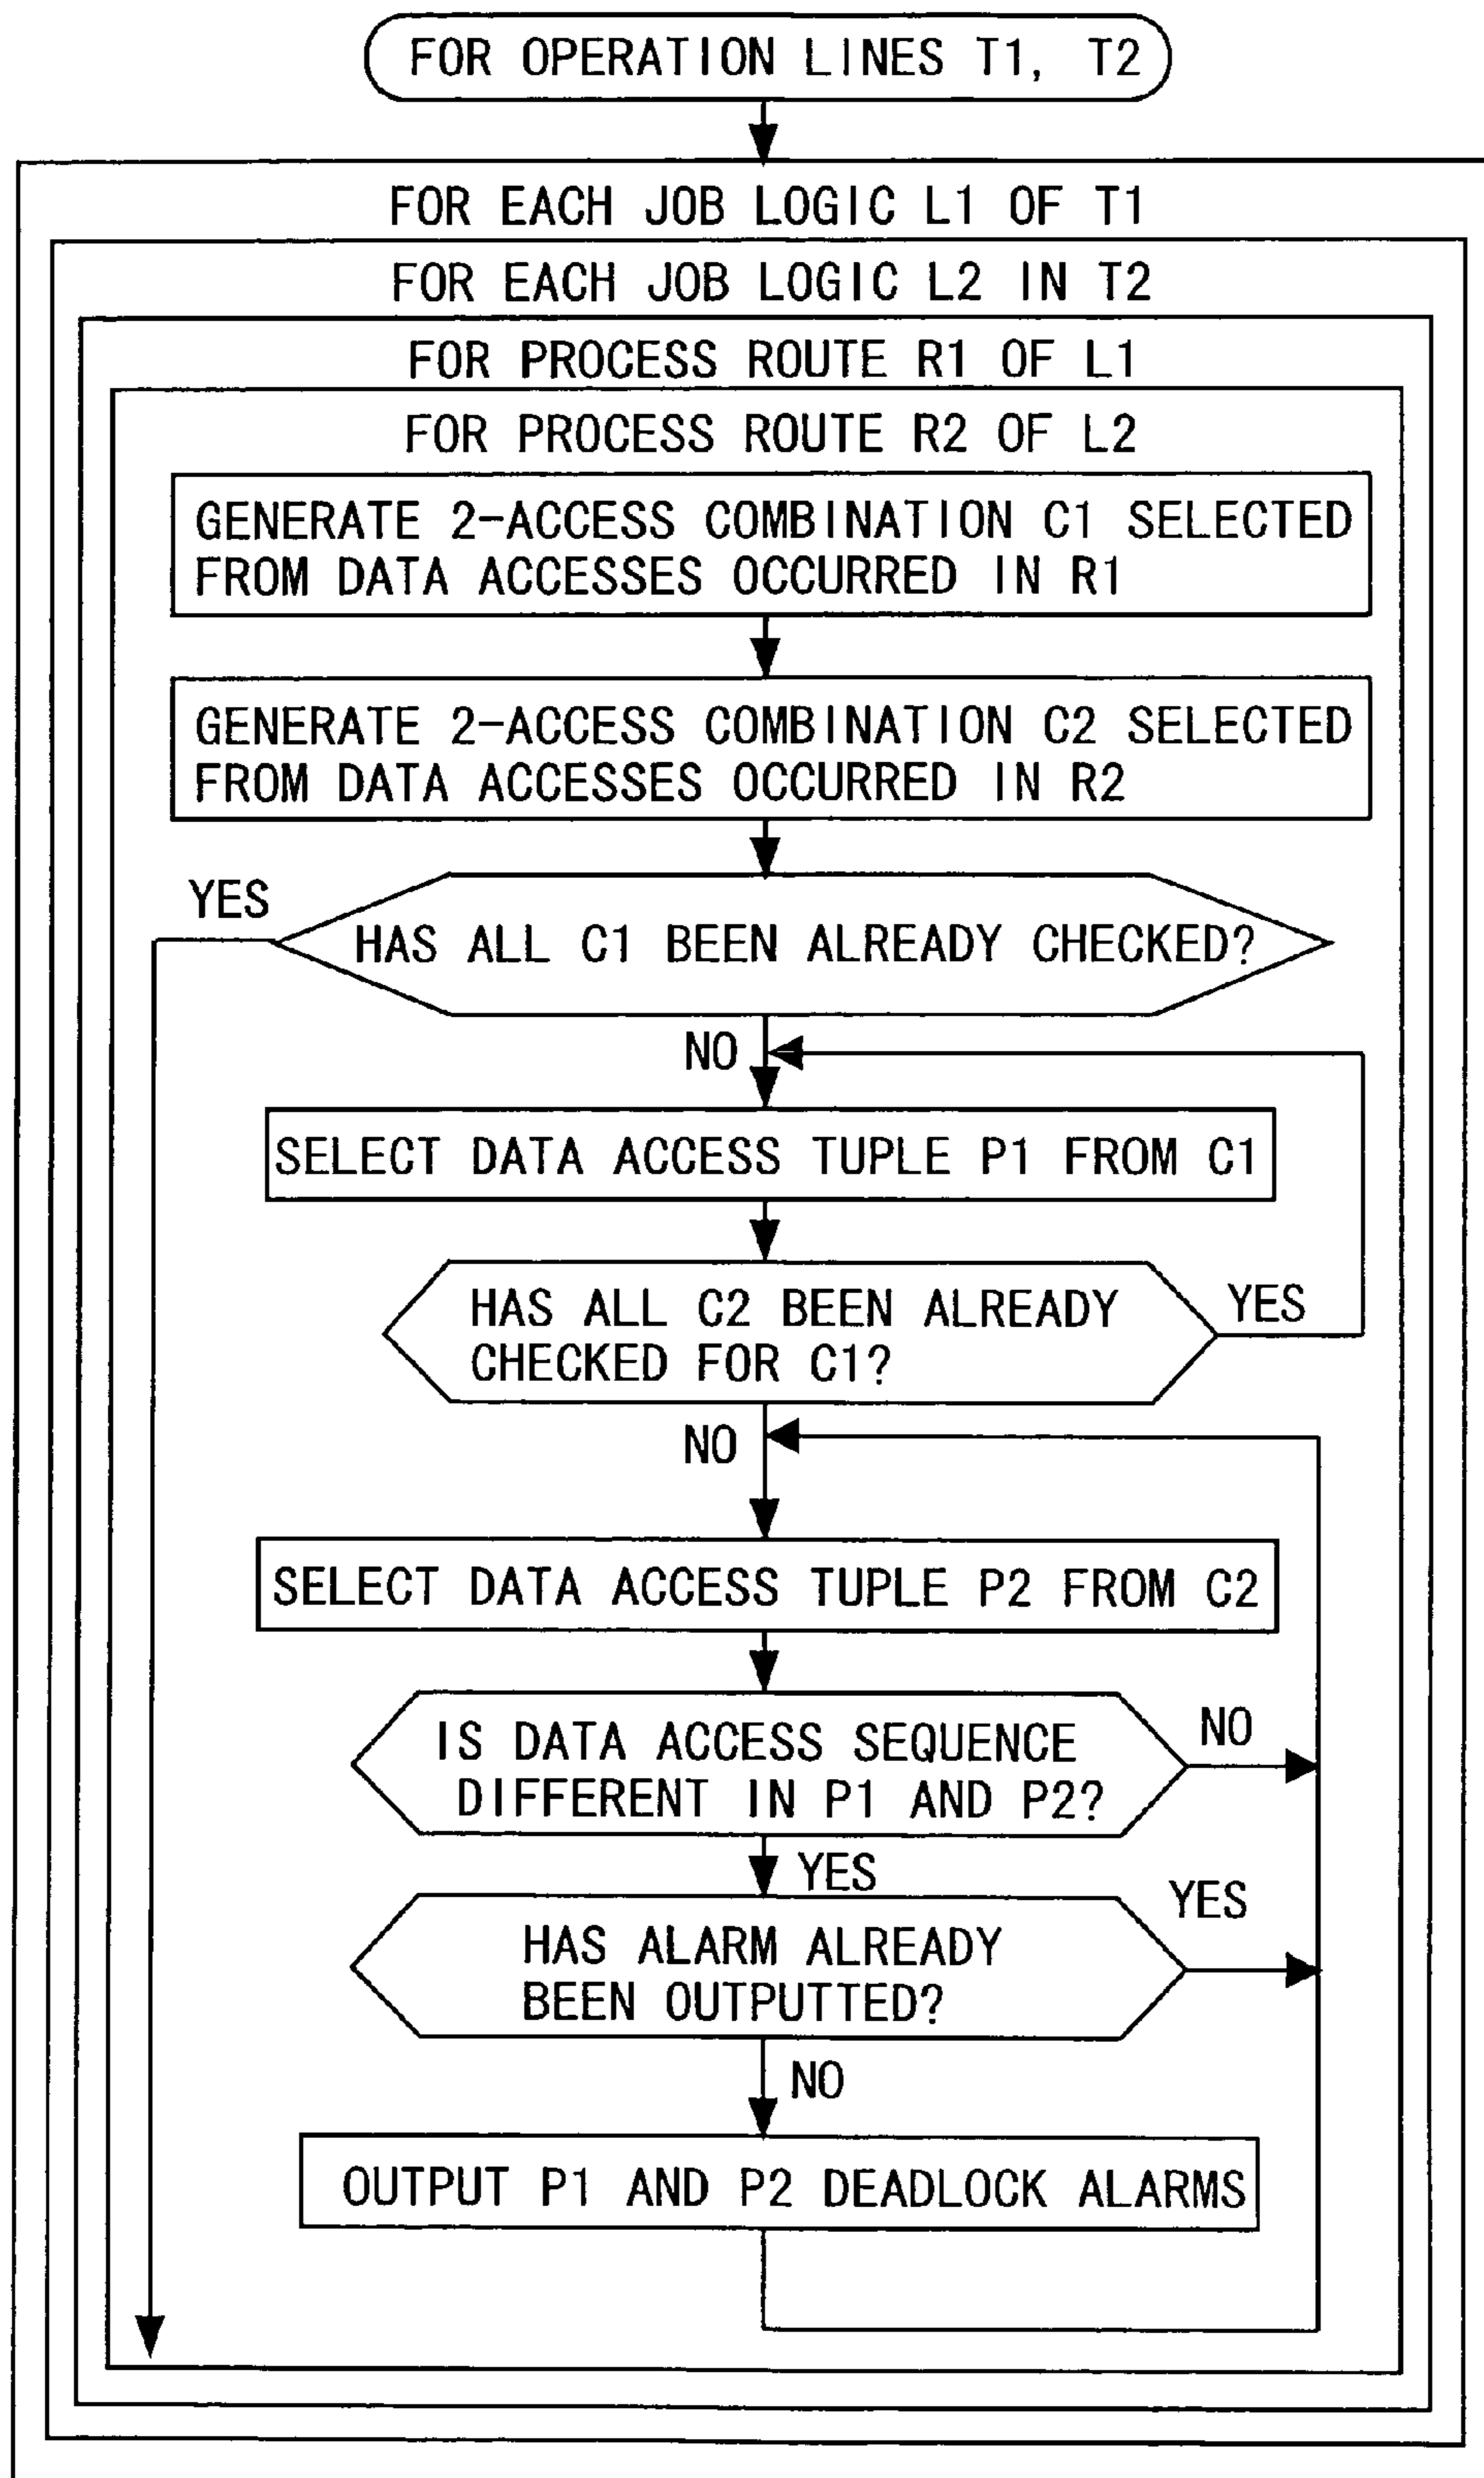 FOR OPERATION LINES T1, T2
FOR EACH JOB LOGIC L1 OF T1
FOR EACH JOB LOGIC L2 IN T2
FOR PROCESS ROUTE R1 OF L1
FOR PROCESS ROUTE R2 OF L2
GENERATE 2-ACCESS COMBINATION C1 SELECTED
FROM DATA ACCESSES OCCURRED IN R1
GENERATE 2-ACCESS COMBINATION C2 SELECTED
FROM DATA ACCESSES OCCURRED IN R2
YES
HAS ALL C1 BEEN ALREADY CHECKED?
NO
SELECT DATA ACCESS TUPLE P1 FROM C1
HAS ALL C2 BEEN ALREADY
CHECKED FOR C1?
YES
NO
SELECT DATA ACCESS TUPLE P2 FROM C2
IS DATA ACCESS SEQUENCE
DIFFERENT IN P1 AND P2?
NO
YES
HAS ALARM ALREADY
BEEN OUTPUTTED?
YES
NO
OUTPUT P1 AND P2 DEADLOCK ALARMS